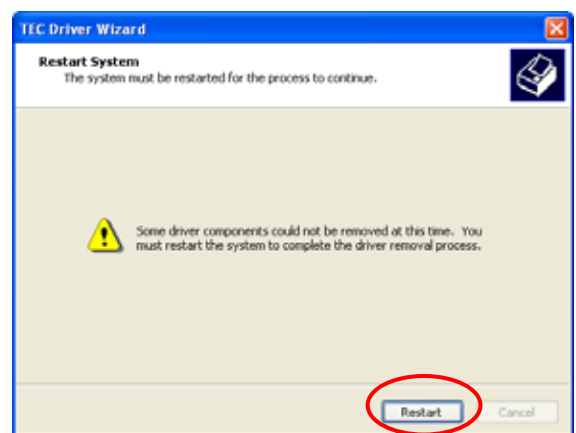 TEC Driver Wizard
Restart System
The system must be restarted for the process to continue.
Some driver components could not be removed at this time. You
must restart the system to complete the driver removal process.
Restart
Cancel